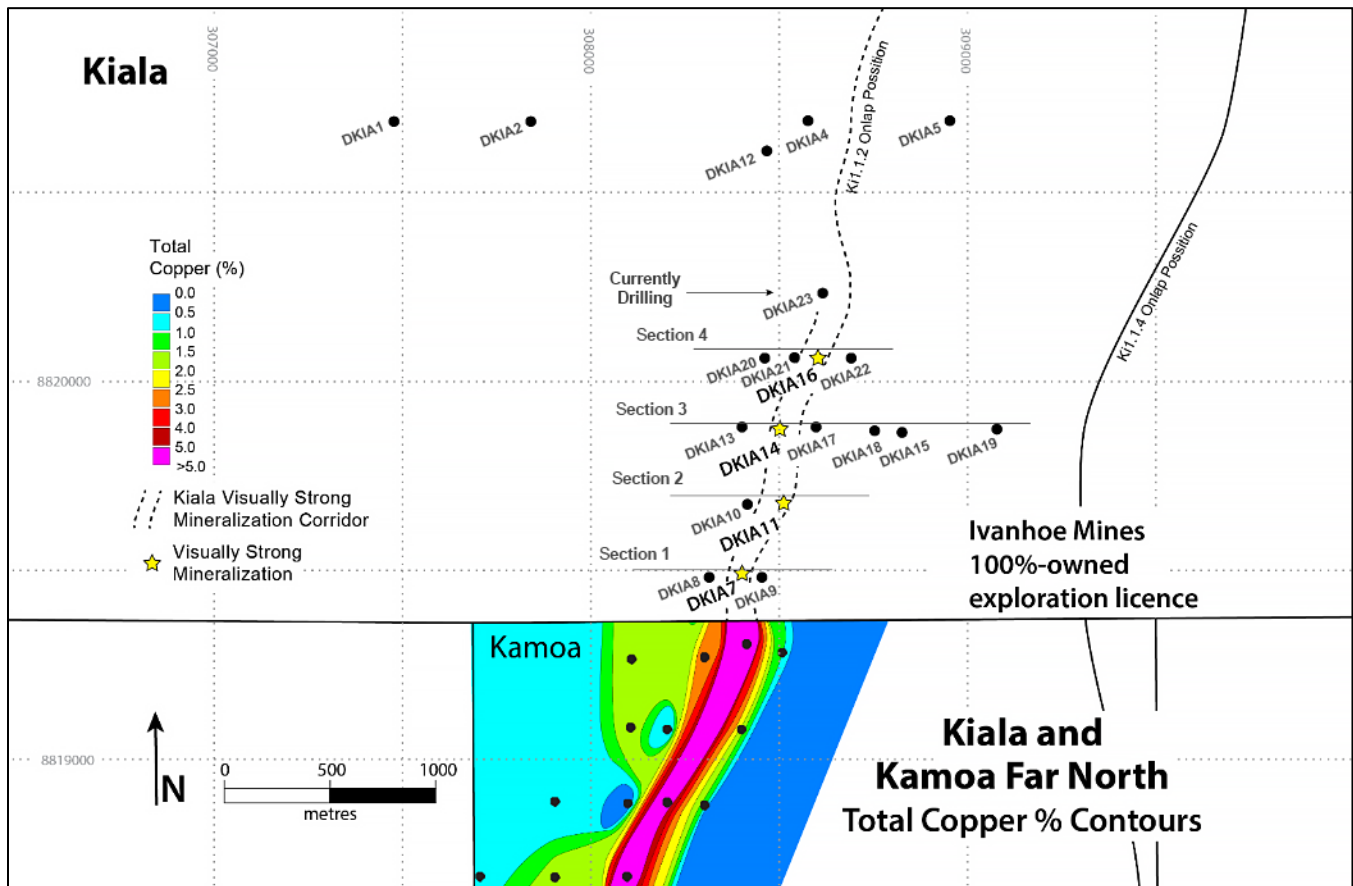 307000
308000
309000
Kiala
DKIA1
DKIA2
DKIA12
DKIA4
DKIA5
Ki1.1.2 Onlap Possition
Ki1.1.4 Onlap Possition
Total
Copper (%)
0.0
0.5
1.0
1.5
2.0
2.5
3.0
4.0
5.0
>5.0
Currently
Drilling
DKIA23
Section 4
DKIA20
DKIA21
DKIA16
DKIA22
8820000
Section 3
DKIA13
DKIA14
DKIA17
DKIA18
DKIA15
DKIA19
Section 2
DKIA10
DKIA11
Kiala Visually Strong
Mineralization Corridor
Visually Strong
Mineralization
Section 1
DKIA8
DKIA7
DKIA9
Ivanhoe Mines
100%-owned
exploration licence
Kamoa
8819000
N
0
500
1000
metres
Kiala and
Kamoa Far North
Total Copper % Contours